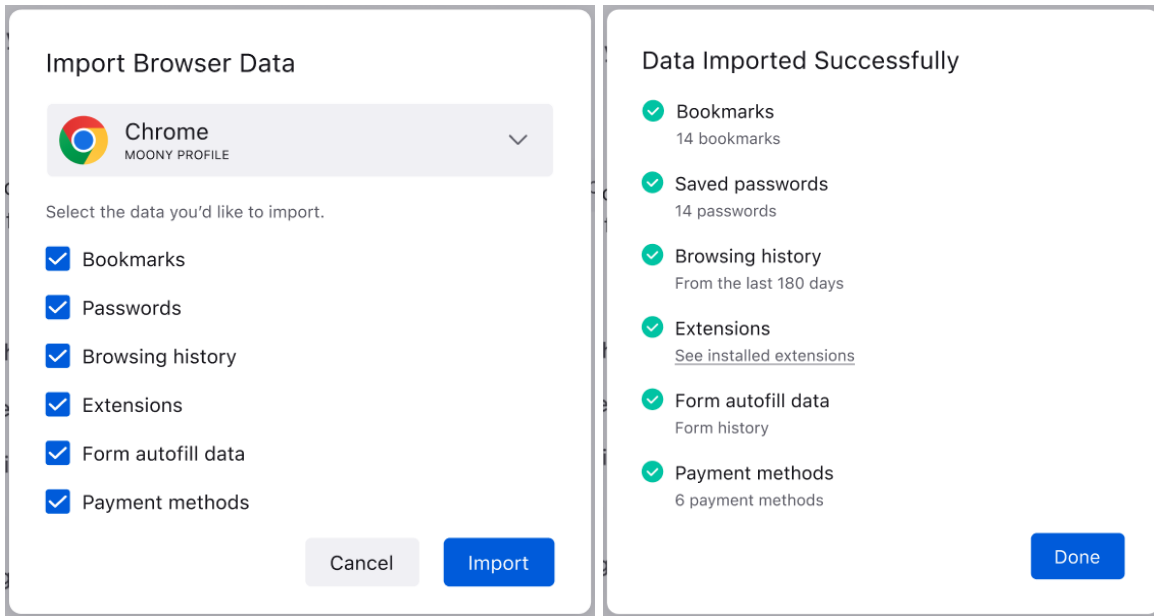 Import Browser Data
Chrome
MOONY PROFILE
Select the data you’d like to import.
Bookmarks
Passwords
Browsing history
Extensions
Form autofill data
Payment methods
Cancel
Import
Data Imported Successfully
Bookmarks
14 bookmarks
Saved passwords
14 passwords
Browsing history
From the last 180 days
Extensions
See installed extensions
Form autofill data
Form history
Payment methods
6 payment methods
Done